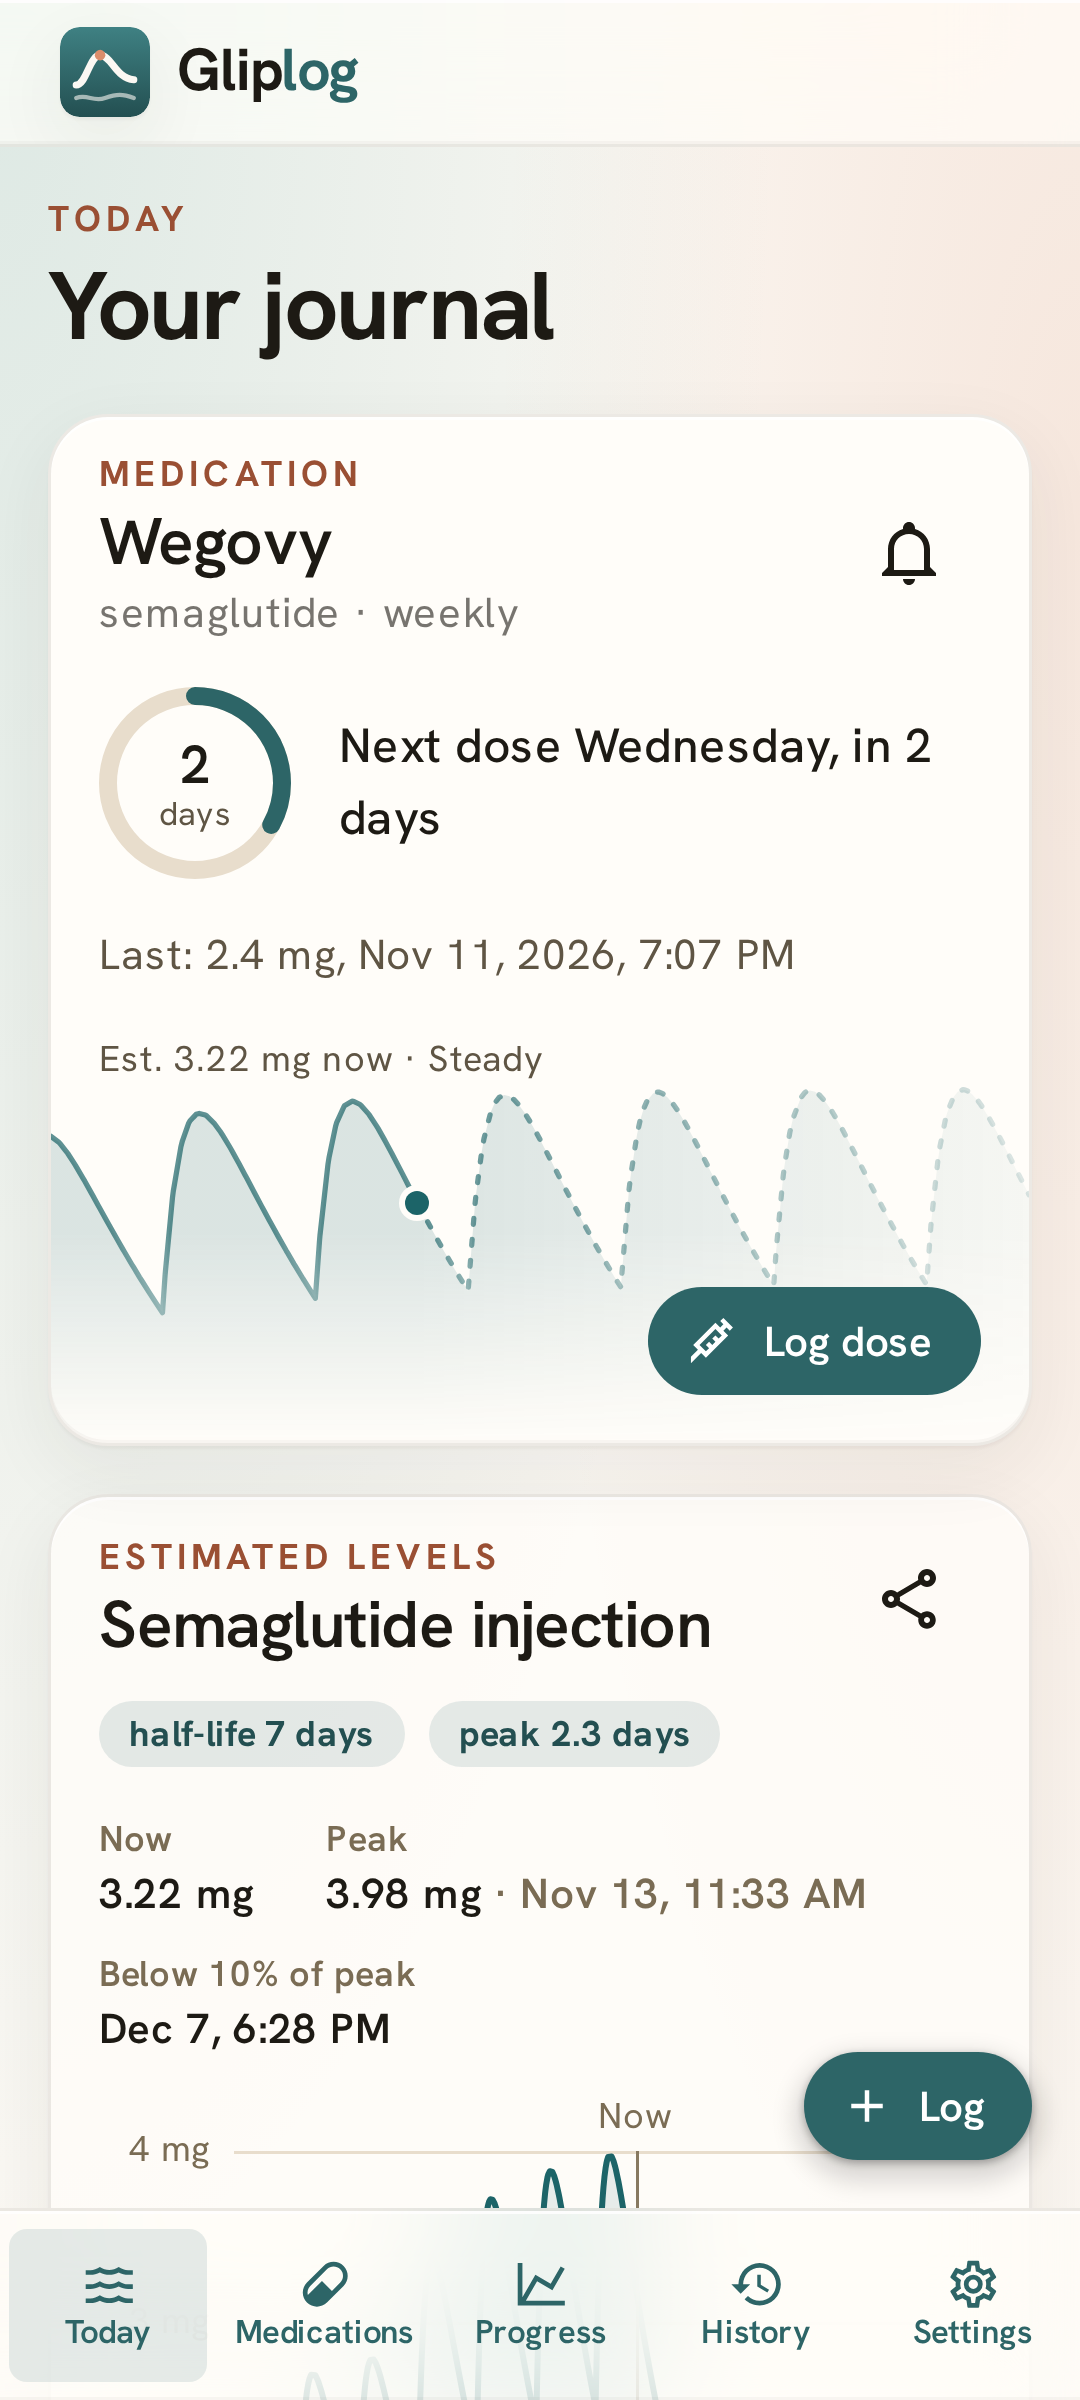 Gliplog
TODAY
Your journal
MEDICATION
Wegovy
semaglutide · weekly
2
days
Next dose Wednesday, in 2
days
Last: 2.4 mg, Nov 11, 2026, 7:07 PM
Est. 3.22 mg now · Steady
Log dose
ESTIMATED LEVELS
Semaglutide injection
half-life 7 days
peak 2.3 days
Now
Peak
3.22 mg
3.98 mg · Nov 13, 11:33 AM
Below 10% of peak
Dec 7, 6:28 PM
Log
Now
4 mg
3 mg
Today
Medications
Progress
History
Settings